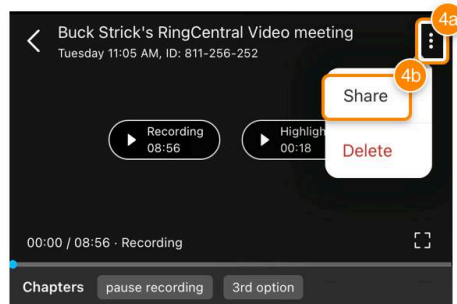 Buck Strick's RingCentral Video meeting
Tuesday 11:05 AM, ID: 811-256-252
4a
4b
Share
Delete
Recording
08:56
Highligh
00:18
00:00 / 08:56 · Recording
Chapters pause recording 3rd option